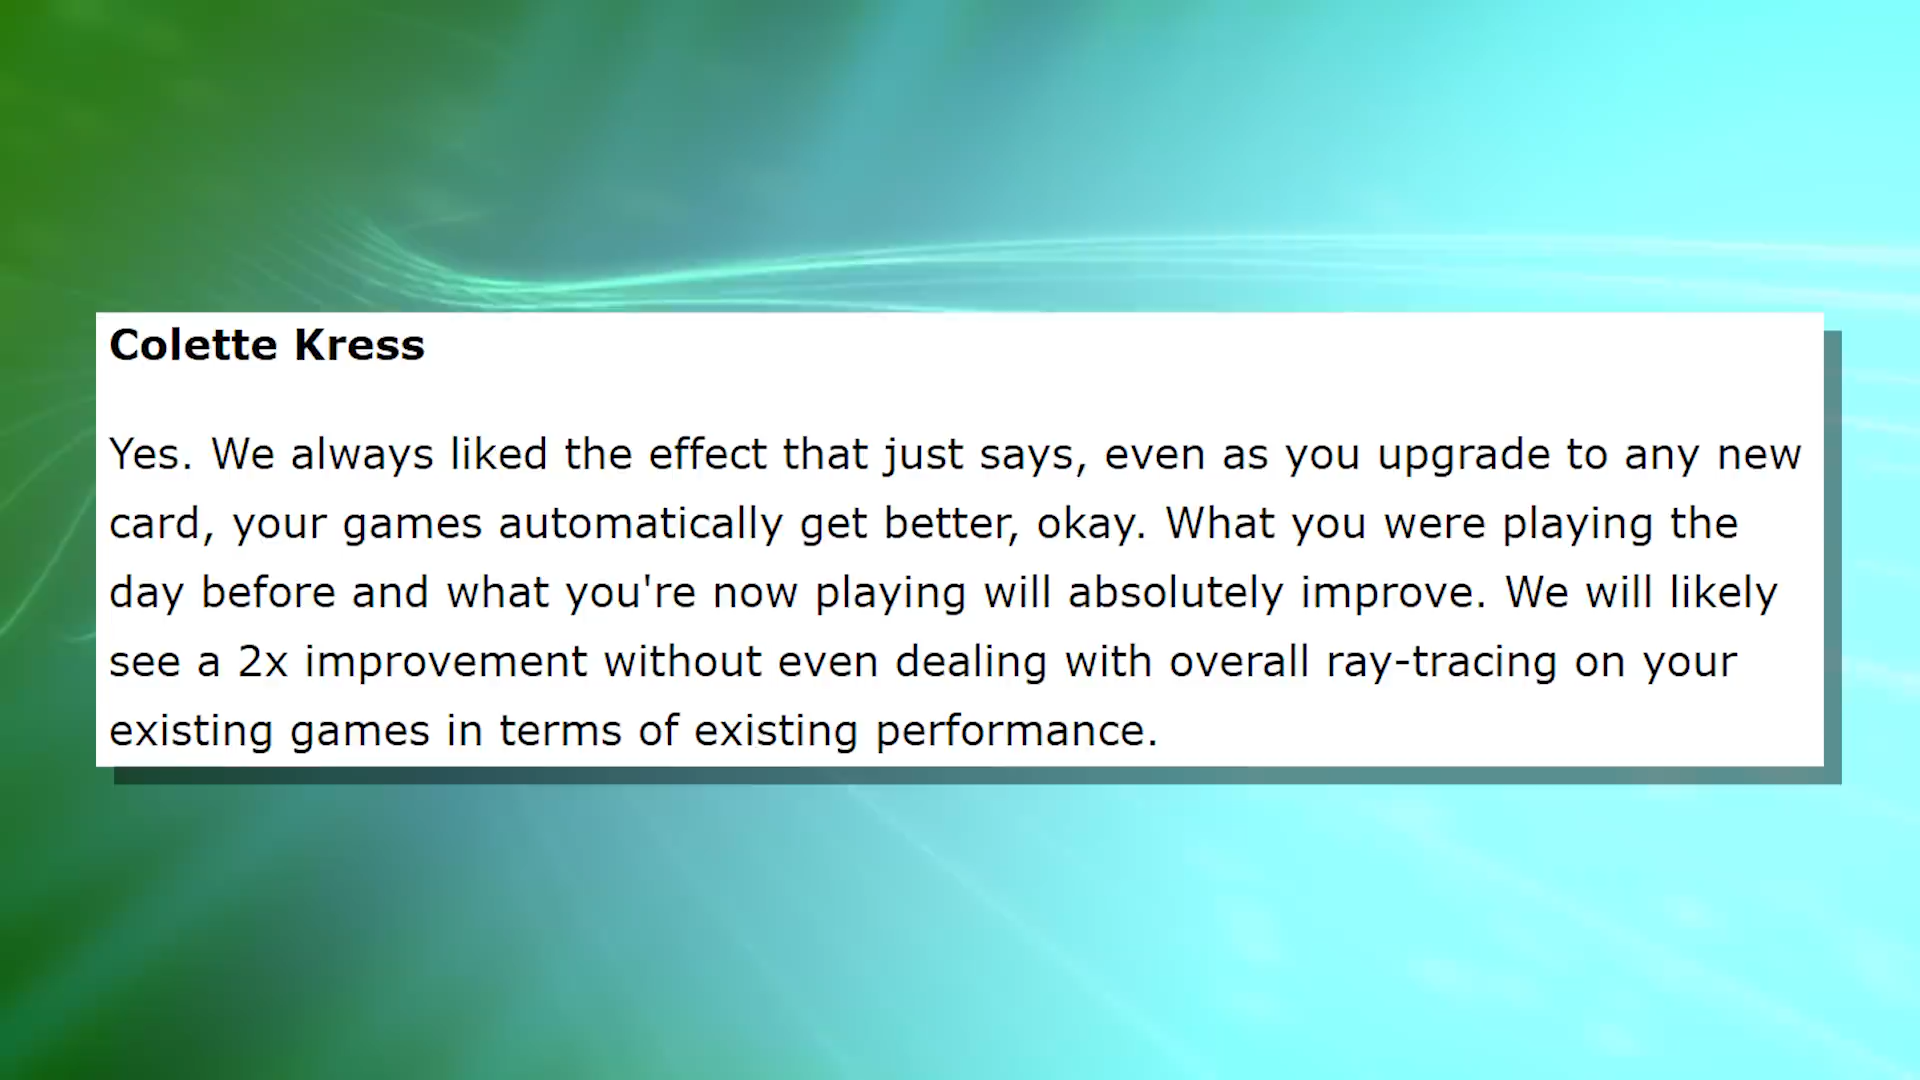 Colette Kress
Yes. We always liked the effect that just says, even as you upgrade to any new
card, your games automatically get better, okay. What you were playing the
day before and what you're now playing will absolutely improve. We will likely
see a 2x improvement without even dealing with overall ray-tracing on your
existing games in terms of existing performance.